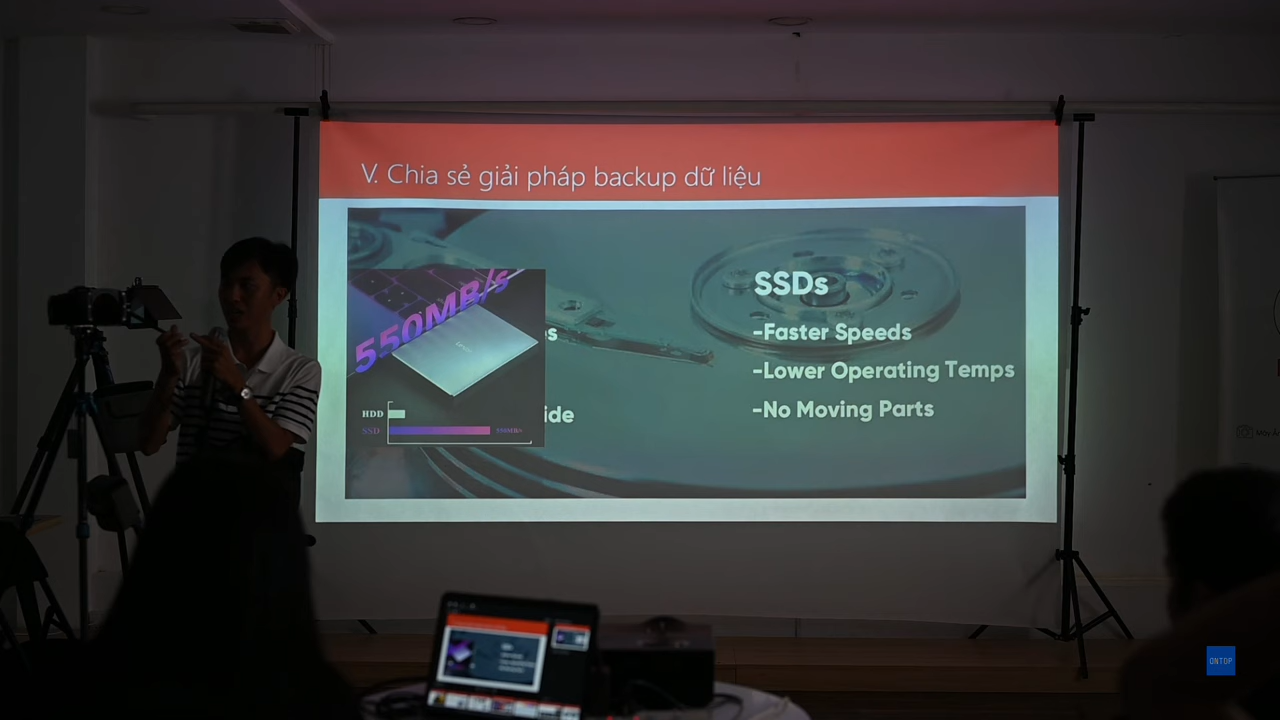 V. Chia sẻ giải pháp backup dữ liệu
550MB/s
HDD
SSD
550MB/s
s
ide
SSDs
-Faster Speeds
-Lower Operating Temps
-No Moving Parts
ONTOP